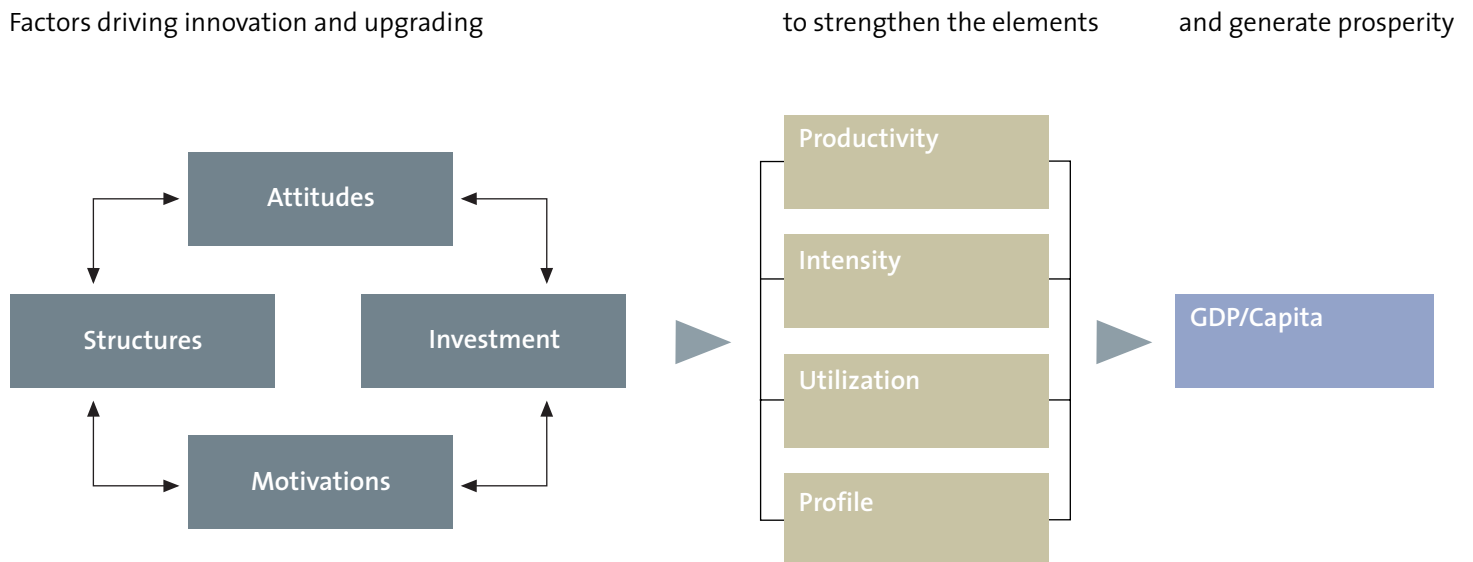 Factors driving innovation and upgrading
to strengthen the elements
and generate prosperity
Attitudes
Structures
Investment
Motivations
Productivity
Intensity
Utilization
Profile
GDP/Capita